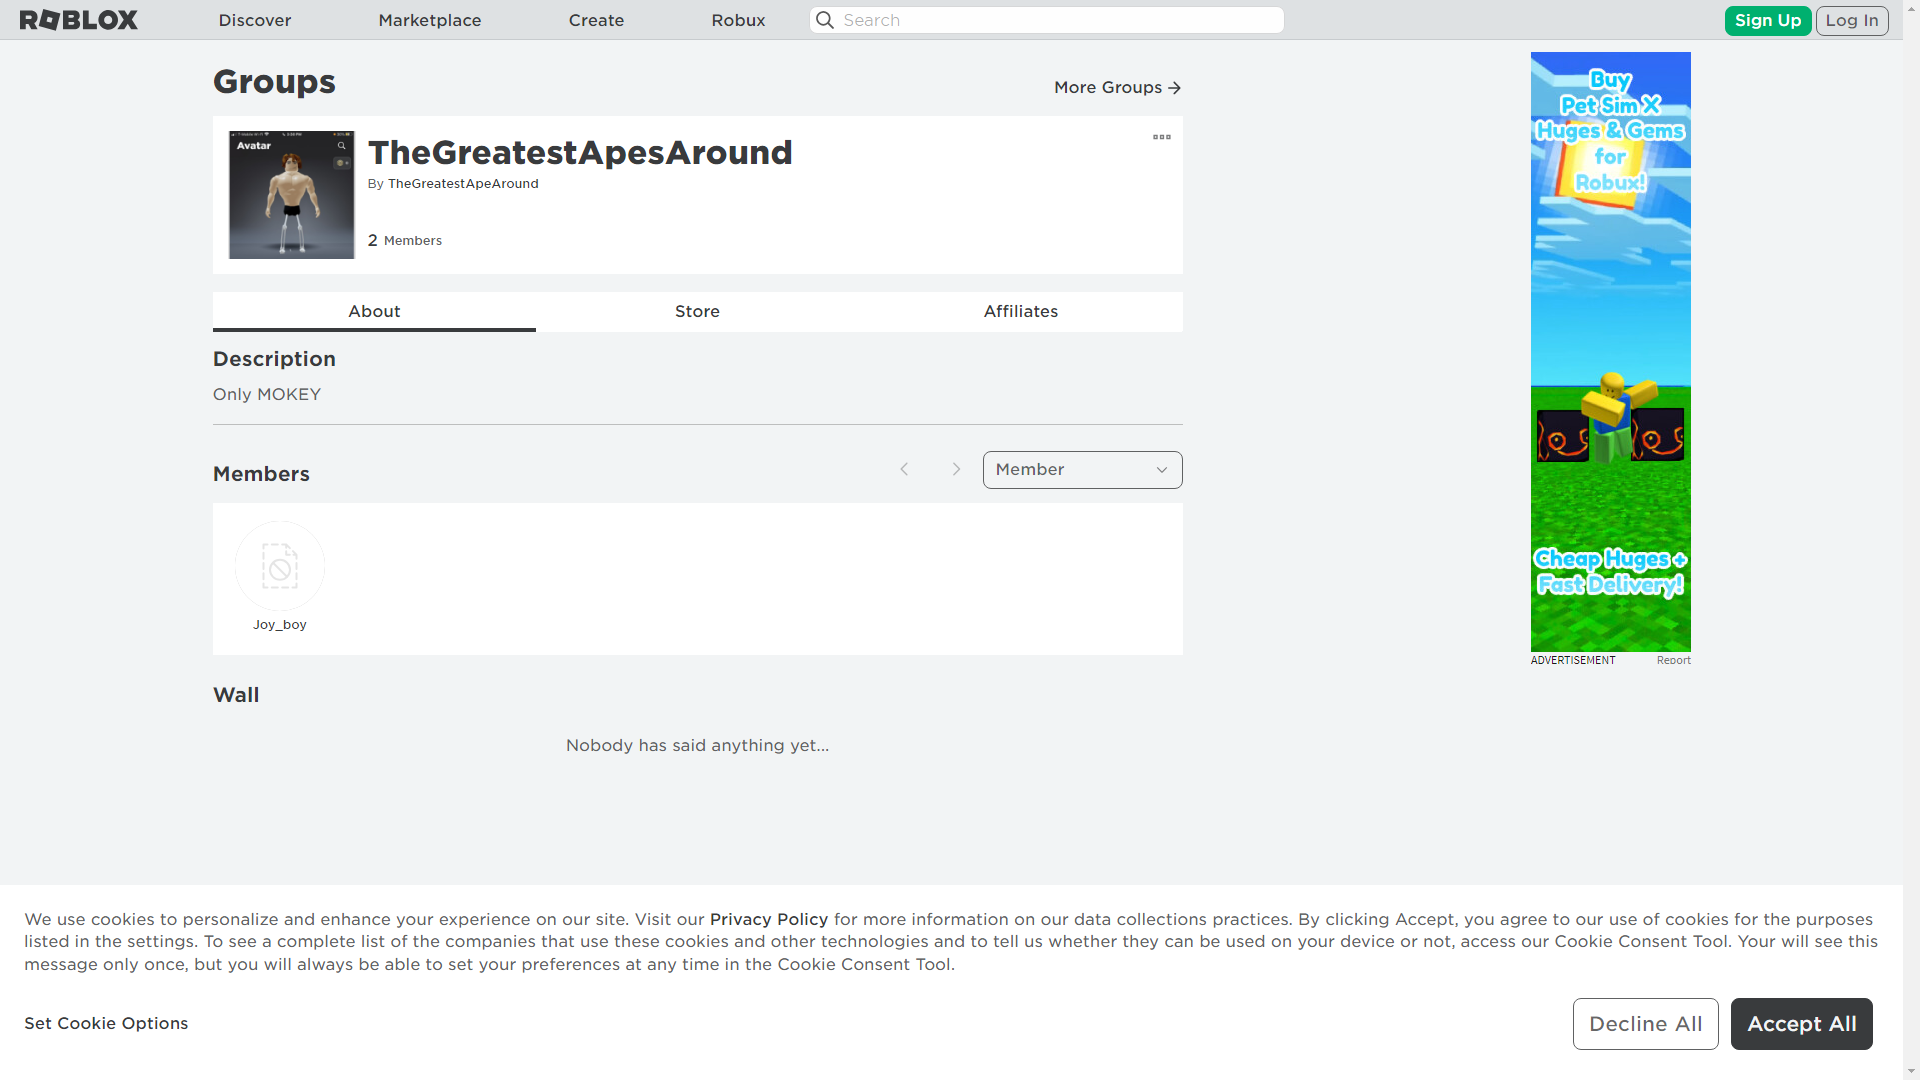 ROBLOX
Discover
Marketplace
Create
Robux
Search
Sign Up
Log In
Groups
More Groups
Avatar
TheGreatestApesAround
By TheGreatestApeAround
2 Members
About
Store
Affiliates
Description
Only MOKEY
Members
Member
Joy_boy
Wall
Nobody has said anything yet...
Buy
Pet Sim X
Huges & Gems
for
Robux!
Cheap Huges +
Fast Delivery!
ADVERTISEMENT
Report
We use cookies to personalize and enhance your experience on our site. Visit our Privacy Policy for more information on our data collections practices. By clicking Accept, you agree to our use of cookies for the purposes
listed in the settings. To see a complete list of the companies that use these cookies and other technologies and to tell us whether they can be used on your device or not, access our Cookie Consent Tool. Your will see this
message only once, but you will always be able to set your preferences at any time in the Cookie Consent Tool.
Set Cookie Options
Decline All
Accept All